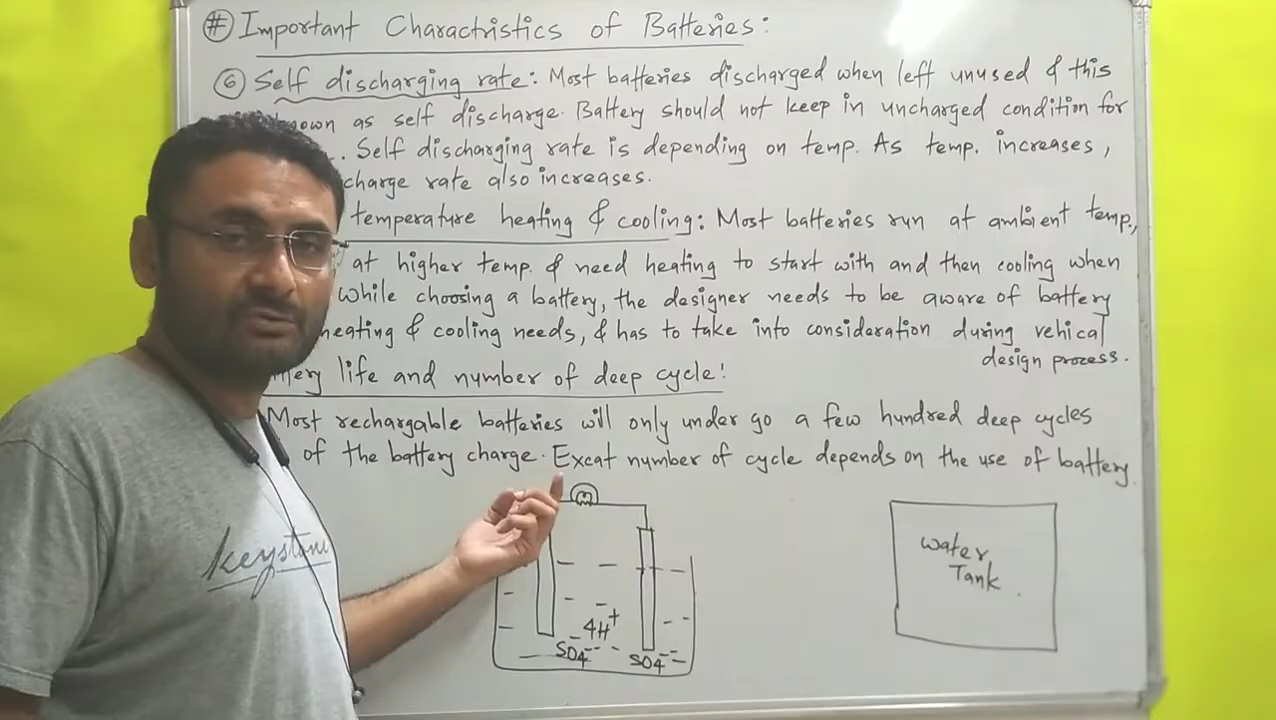 # Important Charactristics of Batteries:
6 Self discharging rate: Most batteries discharged when left unused & this
as self discharge. Battery should not keep in uncharged condition for
Self discharging rate is depending on temp. As temp. increases,
charge rate also increases.
temperature heating & cooling: Most batteries run at ambient temp.,
at higher temp. & need heating to start with and then cooling when
While choosing a battery, the designer needs to be aware of battery
heating & cooling needs, & has to take into consideration during vehical
design process.
life and number of deep cycle!
Most rechargable batteries will only under go a few hundred deep cycles
of the battery charge. Excat number of cycle depends on the use of battery.
water
Tank
4H+
SO4-- SO4--
keystone